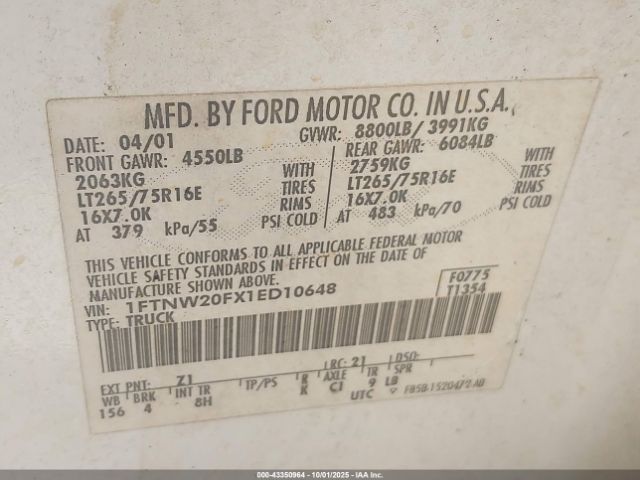 MFD. BY FORD MOTOR CO. IN U.S.A.
DATE: 04/01 GVWR: 8800LB/ 3991KG
FRONT GAWR: 4550LB REAR GAWR: 6084LB
2063KG WITH 2759KG WITH
LT265/75R16E TIRES LT265/75R16E TIRES
16X7.0K RIMS 16X7.0K RIMS
AT 379 kPa/55 PSI COLD AT 483 kPa/70 PSI COLD
THIS VEHICLE CONFORMS TO ALL APPLICABLE FEDERAL MOTOR
VEHICLE SAFETY STANDARDS IN EFFECT ON THE DATE OF
MANUFACTURE SHOWN ABOVE.
VIN: 1FTNW20FX1ED10648 F0775
TYPE: TRUCK T1354
EXT PNT: Z1 RC: 21 DSO:
WB BRK INT TR TP/PS R AXLE TR SPR
156 4 8H K C1 9 LB
UTC
000-43350964 - 10/01/2025 - IAA Inc.